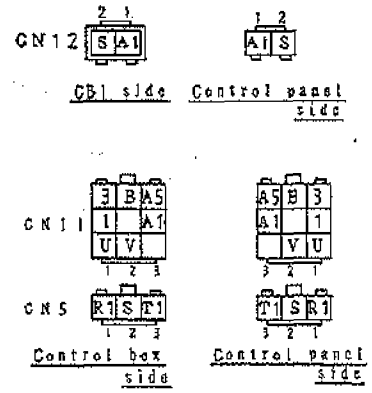 2 1 1 2
CN12 S A1 A1 S
CB1 side Control panel side
3 B A5 A5 B 3
CN11 1 A1 A1 1
U V V U
1 2 3 3 2 1
CN5 R1 S T1 T1 S R1
1 2 3 3 2 1
Control box side Control panel side